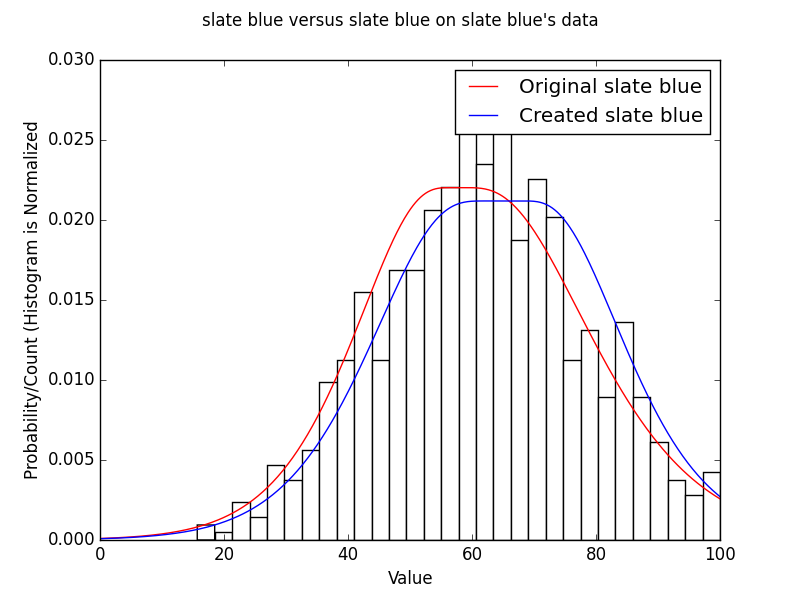 slate blue versus slate blue on slate blue's data
0.030
Original slate blue
Created slate blue
0.025
0.020
0.015
0.010
0.005
0.000
Probability/Count (Histogram is Normalized
0 20 40 60 80 100
Value